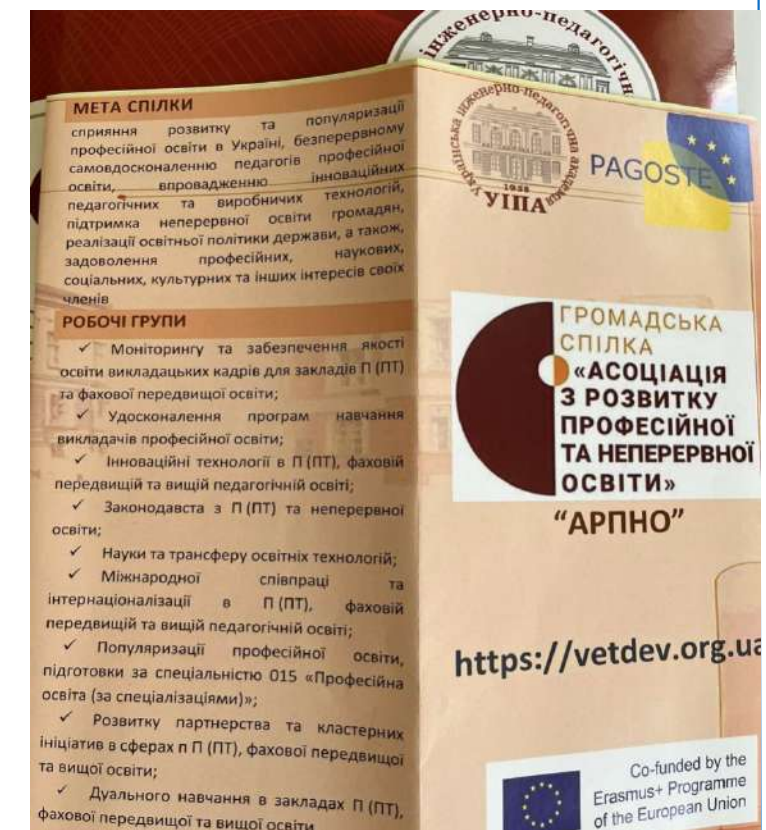 інженерно-педагогічн
МЕТА СПІЛКИ
сприяння розвитку та популяризації
професійної освіти в Україні, безперервному
самовдосконаленню педагогів професійної
освіти, впровадженню інноваційних
педагогічних та виробничих технологій,
підтримка неперервної освіти громадян,
реалізації освітньої політики держави, а також,
задоволення професійних, наукових,
соціальних, культурних та інших інтересів своїх
членів
РОБОЧІ ГРУПИ
✓ Моніторингу та забезпечення якості
освіти викладацьких кадрів для закладів П (ПТ)
та фахової передвищої освіти;
✓ Удосконалення програм навчання
викладачів професійної освіти;
✓ Інноваційні технології в П (ПТ), фаховій
передвищій та вищій педагогічній освіті;
✓ Законодавста з П (ПТ) та неперервної
освіти;
✓ Науки та трансферу освітніх технологій;
✓ Міжнародної співпраці та
інтернаціоналізації в П (ПТ), фаховій
передвищій та вищій педагогічній освіті;
✓ Популяризації професійної освіти,
підготовки за спеціальністю 015 «Професійна
освіта (за спеціалізаціями)»;
✓ Розвитку партнерства та кластерних
ініціатив в сферах п П (ПТ), фахової передвищої
та вищої освіти;
✓ Дуального навчання в закладах П (ПТ),
фахової передвищої та вищої освіти
Українська інженерно-педагогічна академія
1958
УІПА
PAGOSTE
ГРОМАДСЬКА
СПІЛКА
«АСОЦІАЦІЯ
З РОЗВИТКУ
ПРОФЕСІЙНОЇ
ТА НЕПЕРЕРВНОЇ
ОСВІТИ»
“АРПНО”
https://vetdev.org.ua
Co-funded by the
Erasmus+ Programme
of the European Union